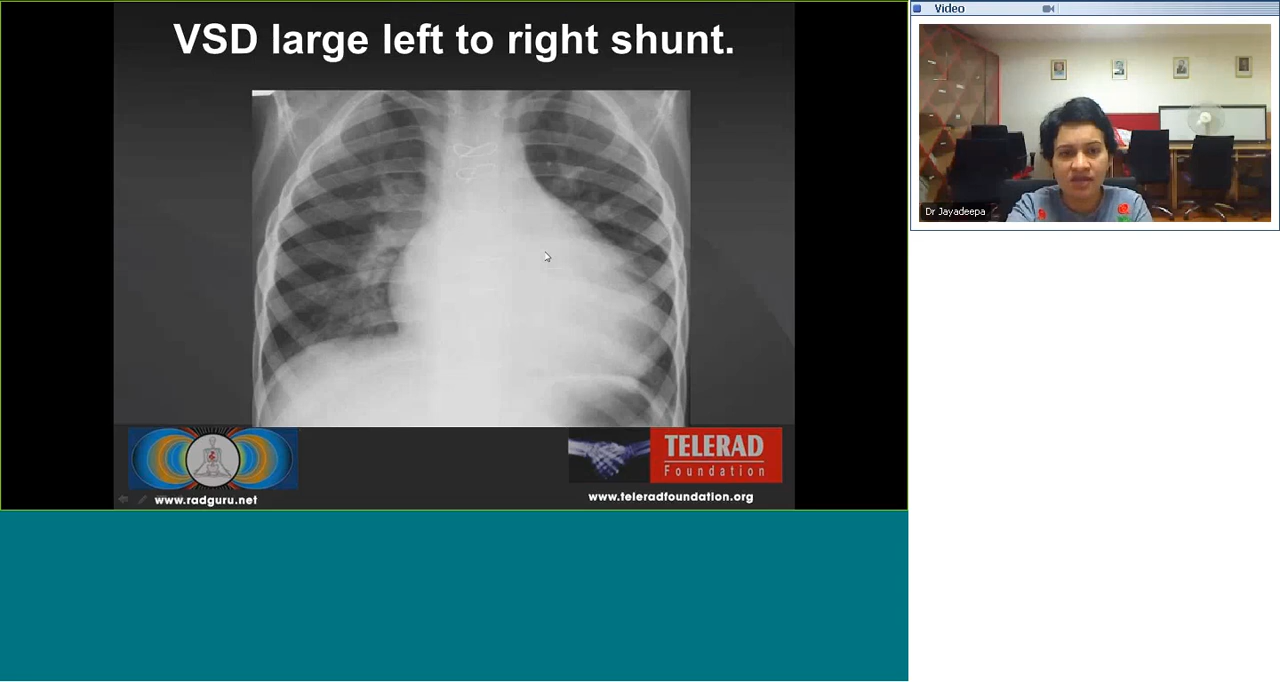 VSD large left to right shunt.
TELERAD
Foundation
www.radguru.net
www.teleradfoundation.org
Video
Dr Jayadeepa